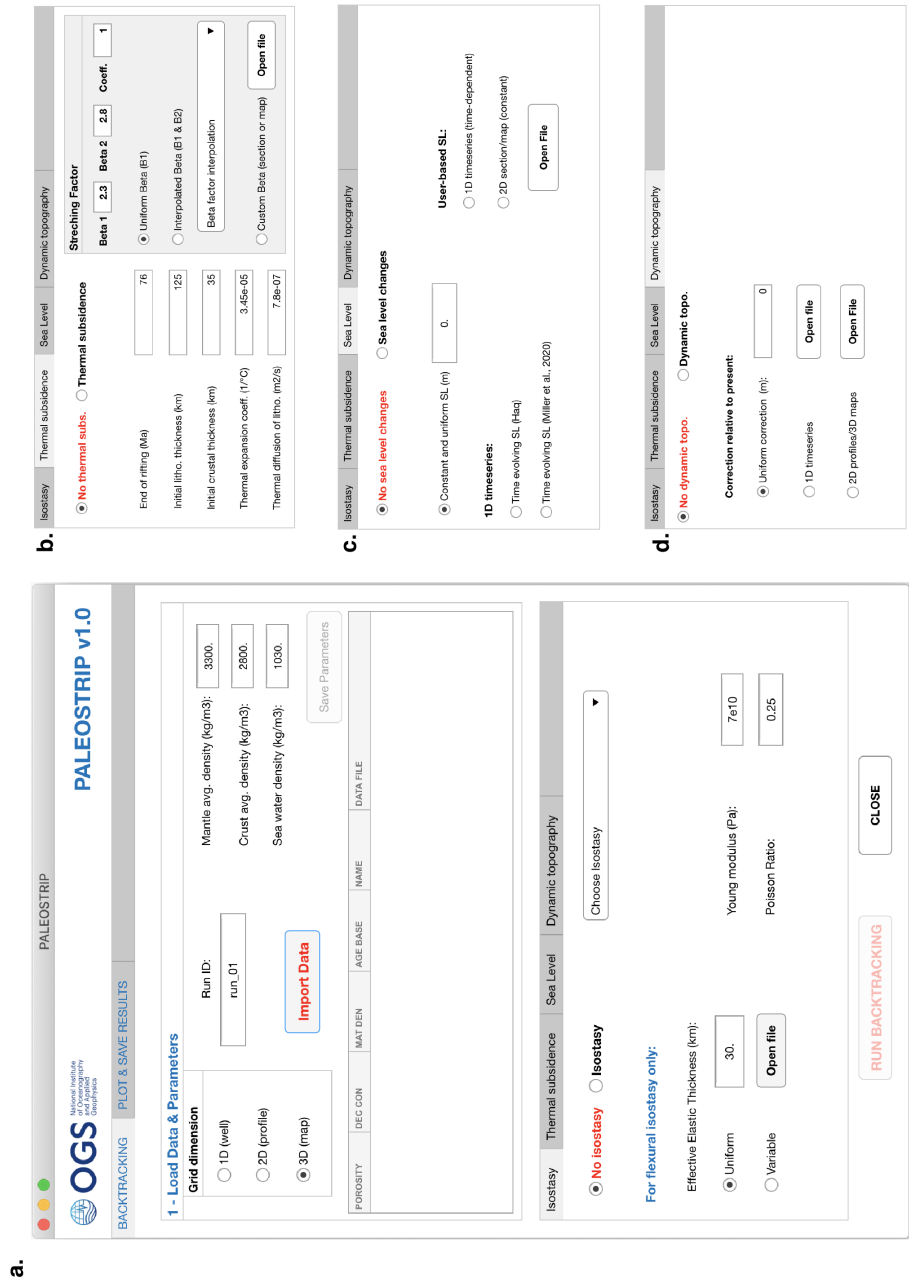 a.
PALEOSTRIP
OGS
National Institute
of Oceanography
and Applied
Geophysics
PALEOSTRIP v1.0
BACKTRACKING PLOT & SAVE RESULTS
1 - Load Data & Parameters
Grid dimension
1D (well)
2D (profile)
3D (map)
Run ID:
run_01
Import Data
Mantle avg. density (kg/m3): 3300.
Crust avg. density (kg/m3): 2800.
Sea water density (kg/m3): 1030.
Save Parameters
POROSITY DEC CON MAT DEN AGE BASE NAME DATA FILE
Isostasy Thermal subsidence Sea Level Dynamic topography
No isostasy Isostasy Choose Isostasy
For flexural isostasy only:
Effective Elastic Thickness (km):
Uniform 30.
Variable Open file
Young modulus (Pa): 7e10
Poisson Ratio: 0.25
RUN BACKTRACKING CLOSE
b.
Isostasy Thermal subsidence Sea Level Dynamic topography
No thermal subs. Thermal subsidence
End of rifting (Ma) 76
Initial litho. thickness (km) 125
Initial crustal thickness (km) 35
Thermal expansion coeff. (1/°C) 3.45e-05
Thermal diffusion of litho. (m2/s) 7.8e-07
Streching Factor
Beta 1 2.3 Beta 2 2.8 Coeff. 1
Uniform Beta (B1)
Interpolated Beta (B1 & B2)
Beta factor interpolation
Custom Beta (section or map) Open file
c.
Isostasy Thermal subsidence Sea Level Dynamic topography
No sea level changes Sea level changes
Constant and uniform SL (m) 0.
1D timeseries:
Time evolving SL (Haq)
Time evolving SL (Miller et al., 2020)
User-based SL:
1D timeseries (time-dependent)
2D section/map (constant)
Open File
d.
Isostasy Thermal subsidence Sea Level Dynamic topography
No dynamic topo. Dynamic topo.
Correction relative to present:
Uniform correction (m): 0
1D timeseries Open file
2D profiles/3D maps Open File